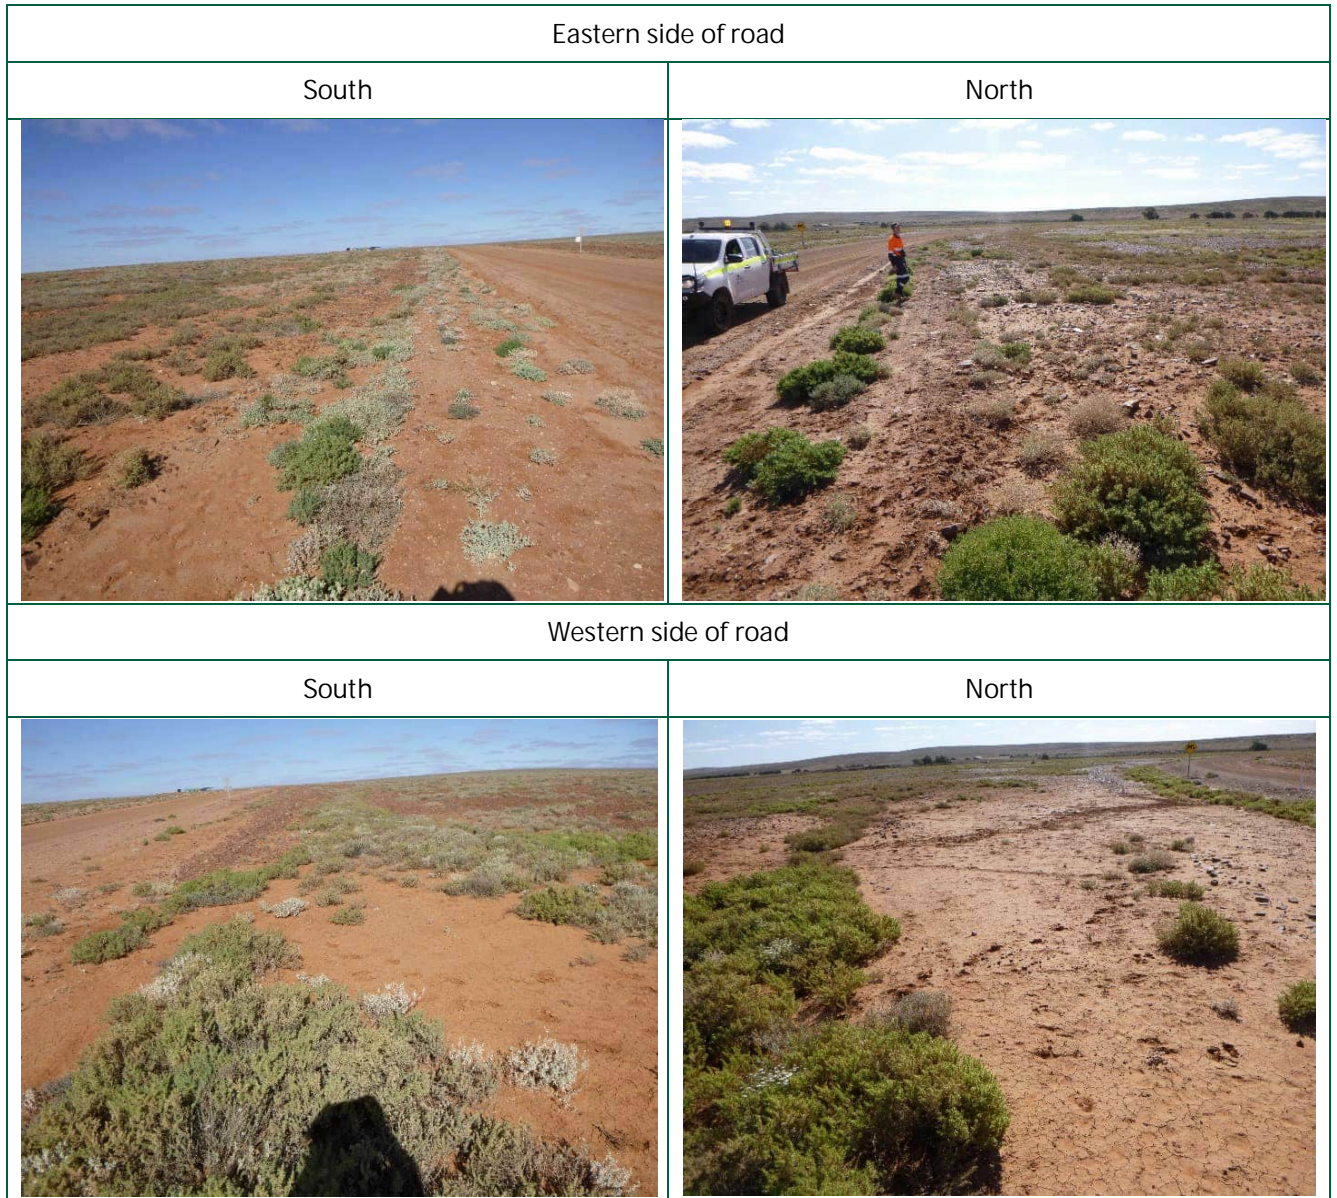 Eastern side of road
South
North
Western side of road
South
North